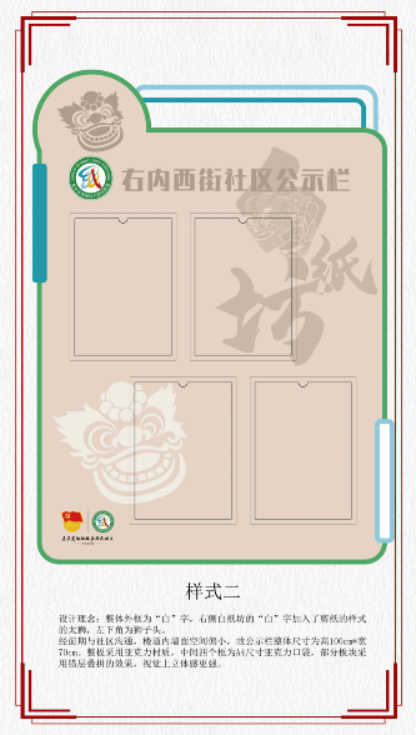 右内西街社区公示栏
纸
坊
样式二
设计理念：整体外框为“白”字，右侧白纸坊的“白”字加入了剪纸的样式
的太狮，左下角为狮子头。
经前期与社区沟通，楼道内墙面空间偏小，故公示栏整体尺寸为高100cm*宽
70cm。整板采用亚克力材质，中间四个框为A4尺寸亚克力口袋，部分板块采
用错层叠拼的效果，视觉上立体感更强。